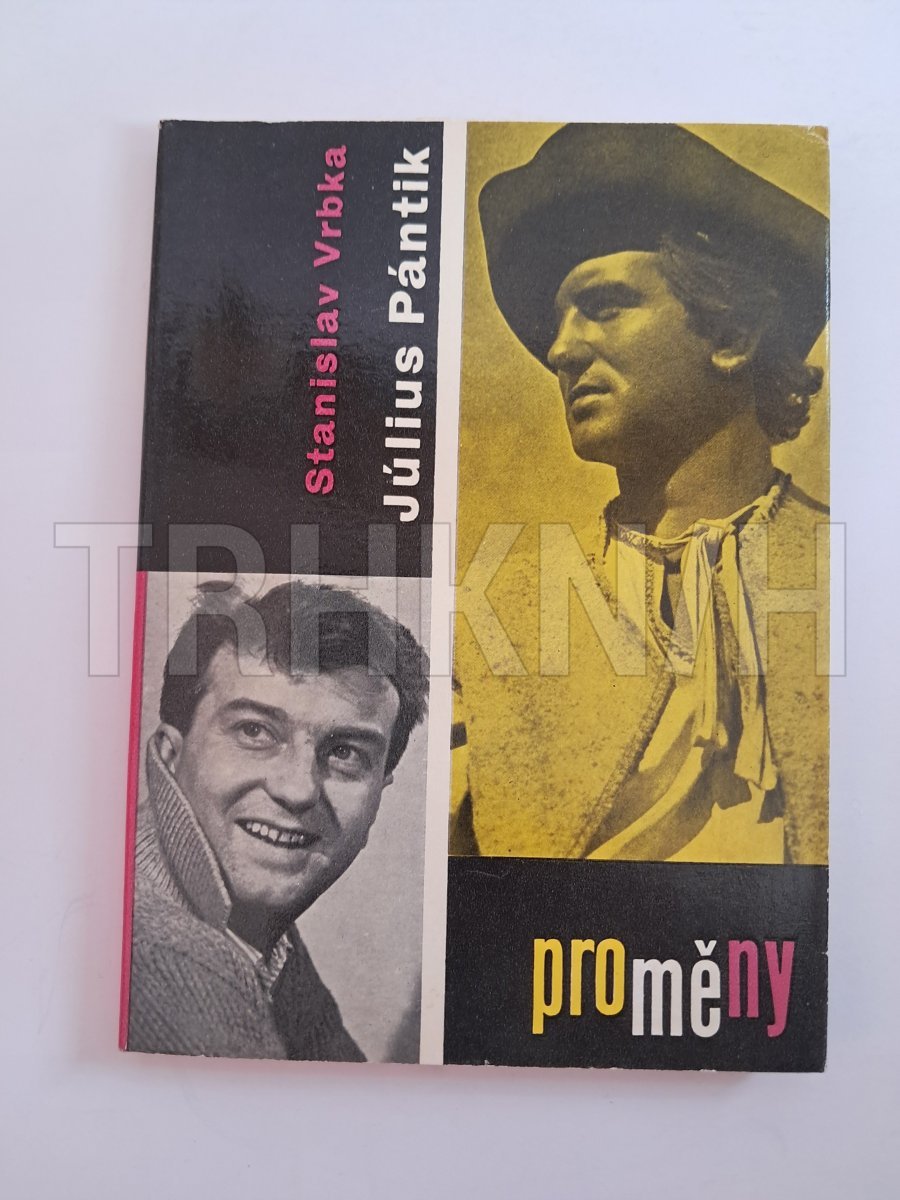 Stanislav Vrbka
Július Pántik
proměny
TRHKNIH